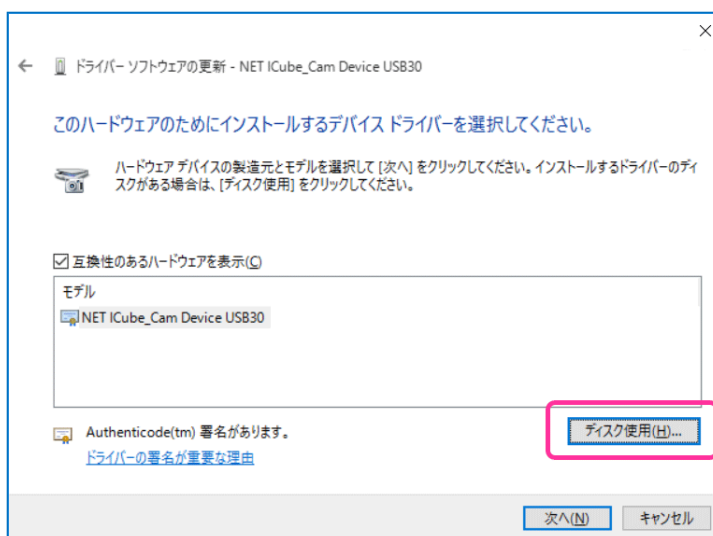 ドライバー ソフトウェアの更新 - NET ICube_Cam Device USB30
このハードウェアのためにインストールするデバイス ドライバーを選択してください。
ハードウェア デバイスの製造元とモデルを選択して [次へ] をクリックしてください。インストールするドライバーのディ
スクがある場合は、[ディスク使用] をクリックしてください。
互換性のあるハードウェアを表示(C)
モデル
NET ICube_Cam Device USB30
Authenticode(tm) 署名があります。
ディスク使用(H)...
ドライバーの署名が重要な理由
次へ(N)
キャンセル